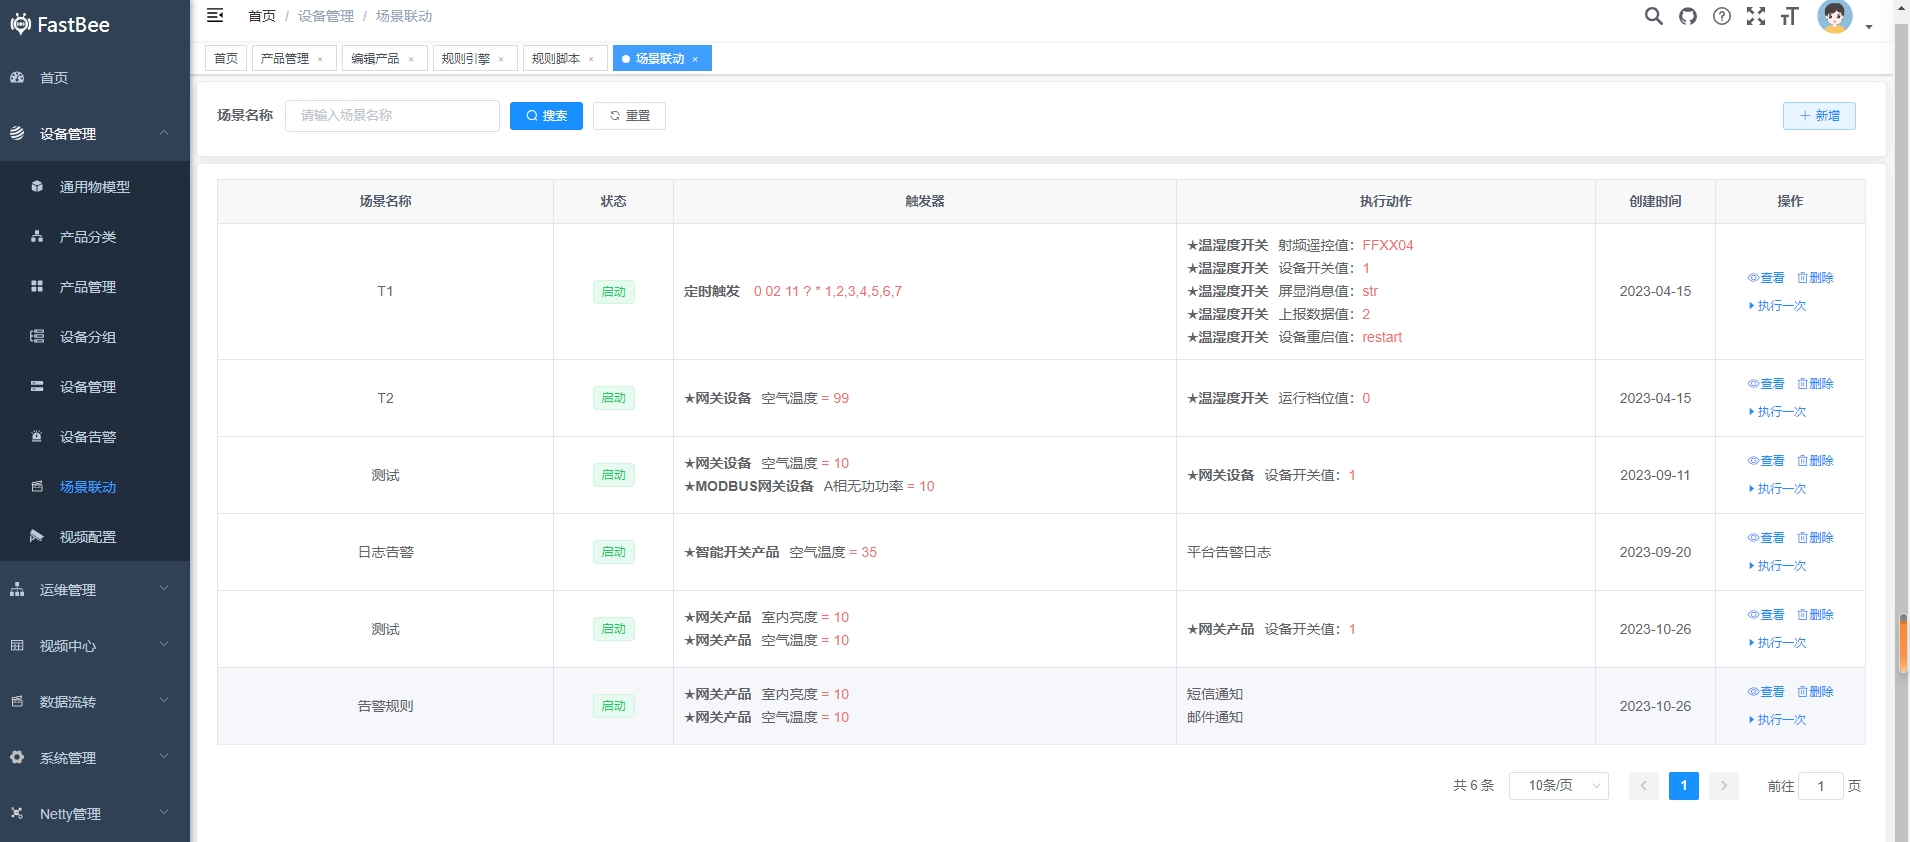 FastBee
首页 / 设备管理 / 场景联动
首页
产品管理 ×
编辑产品 ×
规则引擎 ×
规则脚本 ×
场景联动 ×
首页
设备管理
通用物模型
产品分类
产品管理
设备分组
设备管理
设备告警
场景联动
视频配置
运维管理
视频中心
数据流转
系统管理
Netty管理
场景名称 请输入场景名称 搜索 重置 新增
场景名称 状态 触发器 执行动作 创建时间 操作
T1 启动 定时触发 0 02 11 ? * 1,2,3,4,5,6,7
★温湿度开关 射频遥控值：FFXX04
★温湿度开关 设备开关值：1
★温湿度开关 屏显消息值：str
★温湿度开关 上报数据值：2
★温湿度开关 设备重启值：restart
2023-04-15
查看 删除
执行一次
T2 启动 ★网关设备 空气温度 = 99
★温湿度开关 运行档位值：0
2023-04-15
查看 删除
执行一次
测试 启动
★网关设备 空气温度 = 10
★MODBUS网关设备 A相无功功率 = 10
★网关设备 设备开关值：1
2023-09-11
查看 删除
执行一次
日志告警 启动 ★智能开关产品 空气温度 = 35
平台告警日志
2023-09-20
查看 删除
执行一次
测试 启动
★网关产品 室内亮度 = 10
★网关产品 空气温度 = 10
★网关产品 设备开关值：1
2023-10-26
查看 删除
执行一次
告警规则 启动
★网关产品 室内亮度 = 10
★网关产品 空气温度 = 10
短信通知
邮件通知
2023-10-26
查看 删除
执行一次
共 6 条 10条/页 1 前往 1 页